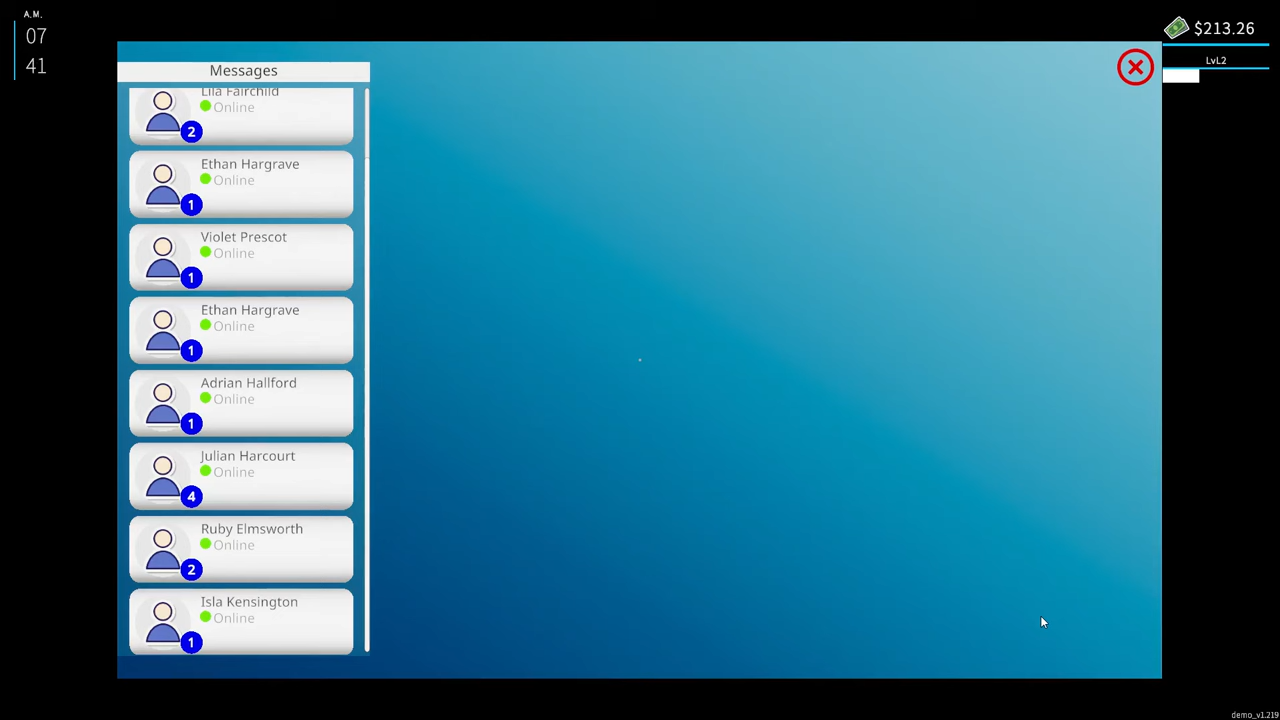 A.M.
07
41
$213.26
LvL2
Messages
Lila Fairchild
Online
2
Ethan Hargrave
Online
1
Violet Prescot
Online
1
Ethan Hargrave
Online
1
Adrian Hallford
Online
1
Julian Harcourt
Online
4
Ruby Elmsworth
Online
2
Isla Kensington
Online
1
demo_v1.219